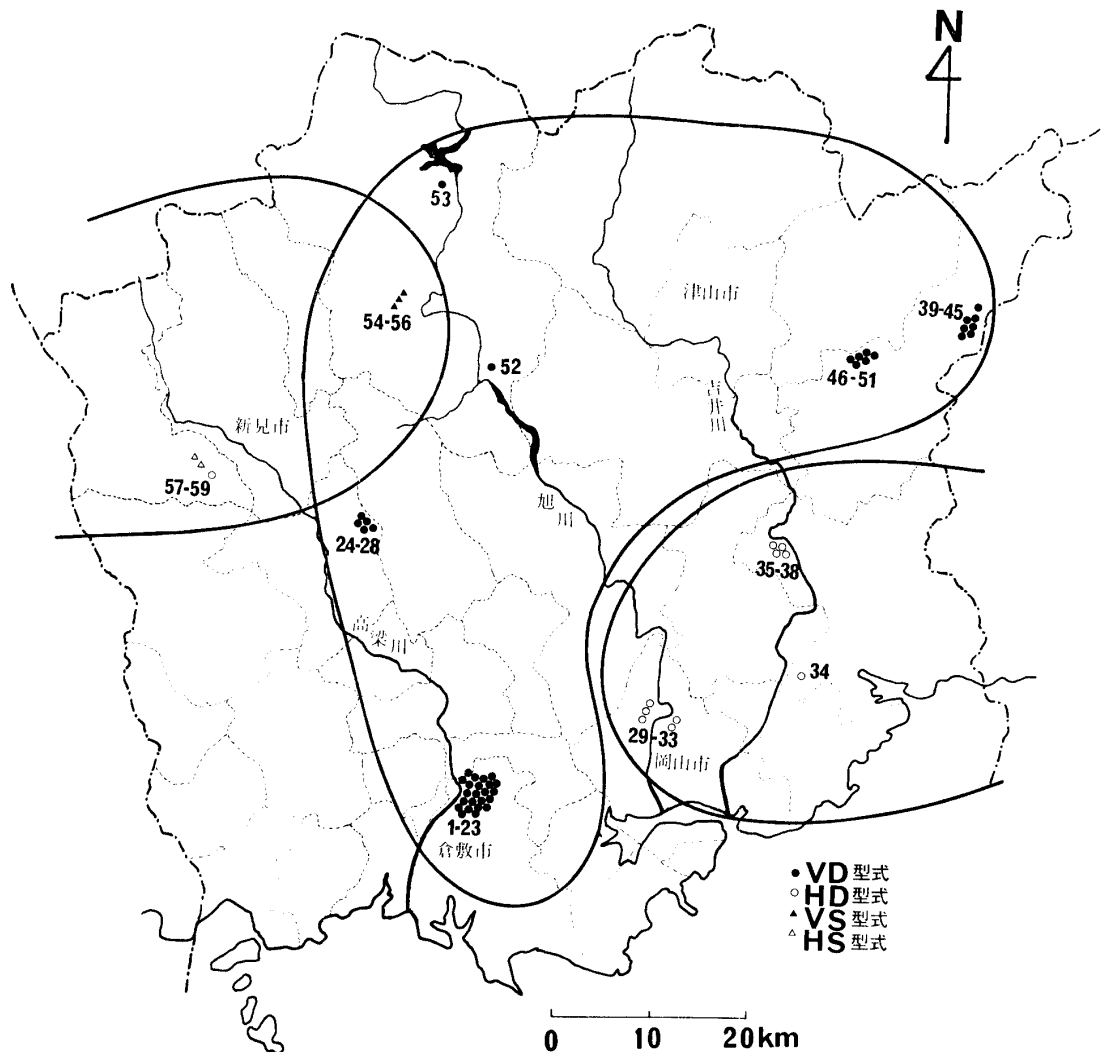 N
53
津山市
54-56
39-45
52
46-51
吉井川
新見市
57-59
旭川
24-28
35-38
高梁川
34
29-33
岡山市
1-23
倉敷市
● VD型式
○ HD型式
▲ VS型式
△ HS型式
0 10 20km